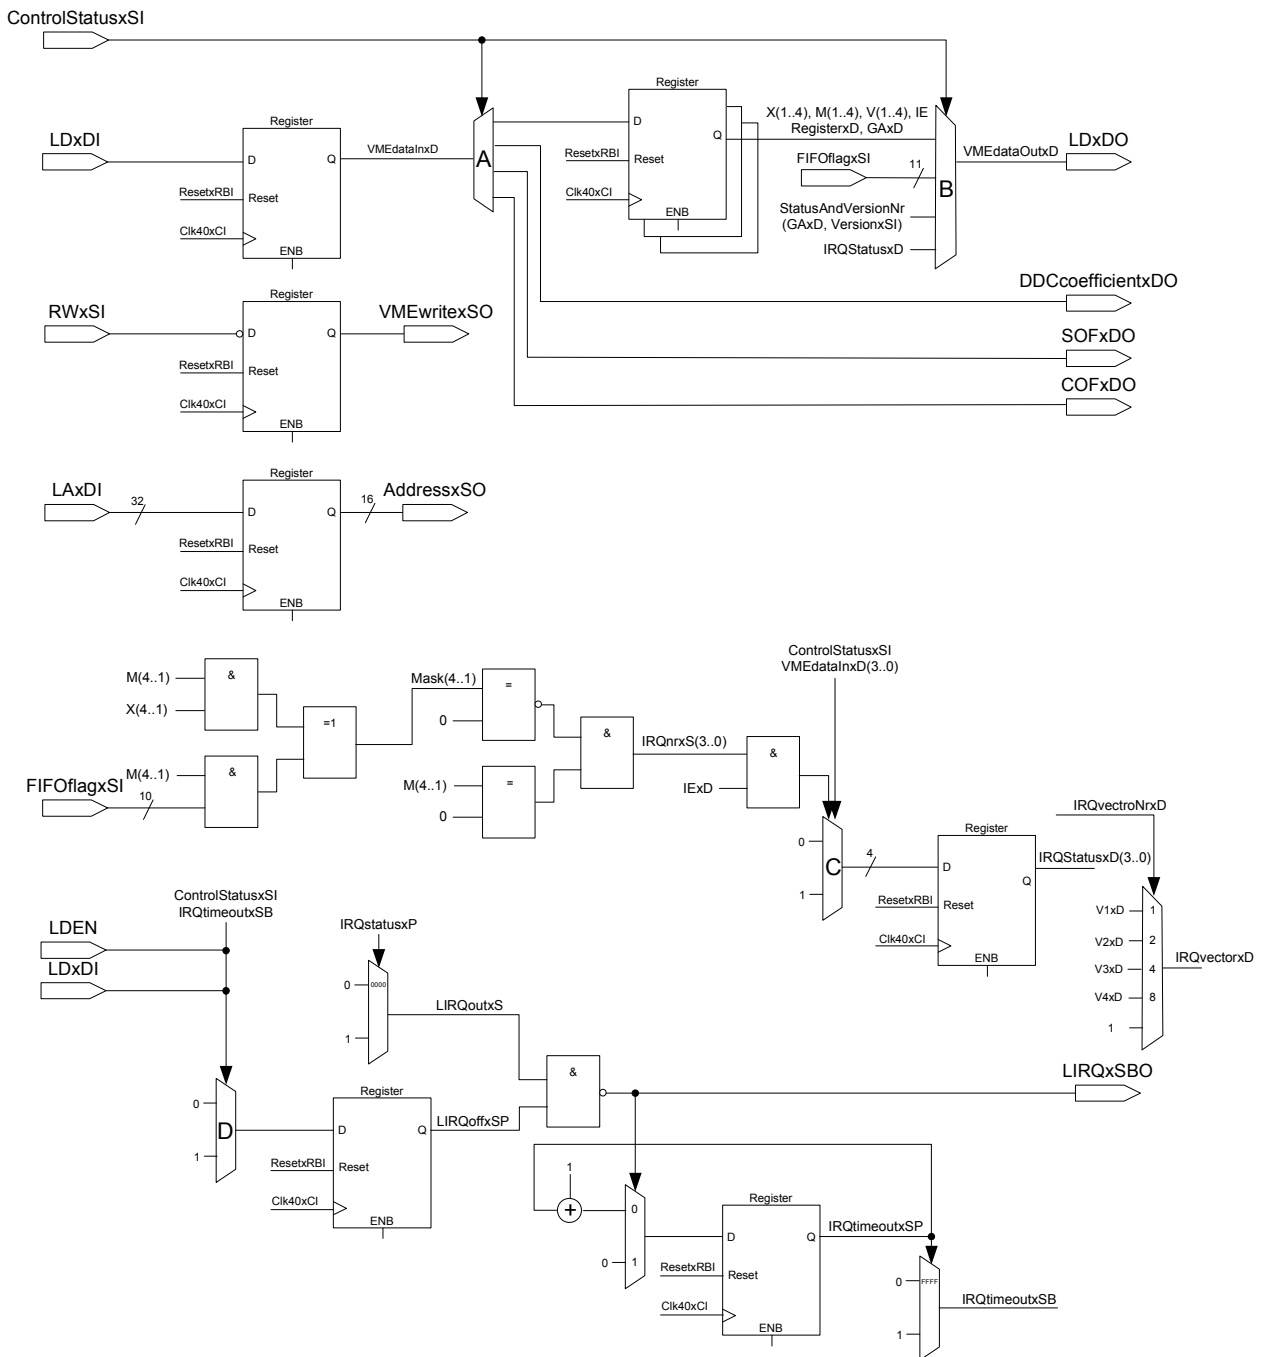 ControlStatusxSI
Register
X(1..4), M(1..4), V(1..4), IE
RegisterxD, GAxD
D
Q
ResetxRBI
Reset
Clk40xCI
ENB
LDxDI
Register
D
Q
VMEdataInxD
ResetxRBI
Reset
Clk40xCI
ENB
A
FIFOflagxSI
11
B
VMEdataOutxD
LDxDO
StatusAndVersionNr
(GAxD, VersionxSI)
IRQStatusxD
DDCcoefficientxDO
SOFxDO
COFxDO
RWxSI
Register
D
Q
VMEwritexSO
ResetxRBI
Reset
Clk40xCI
ENB
LAxDI
32
Register
D
Q
16
AddressxSO
ResetxRBI
Reset
Clk40xCI
ENB
M(4..1)
X(4..1)
&
=1
M(4..1)
FIFOflagxSI
10
&
Mask(4..1)
0
=
M(4..1)
0
=
&
IRQnrxS(3..0)
IExD
&
ControlStatusxSI
VMEdataInxD(3..0)
0
1
C
4
Register
D
Q
ResetxRBI
Reset
Clk40xCI
ENB
IRQStatusxD(3..0)
IRQvectroNrxD
V1xD
1
V2xD
2
V3xD
4
V4xD
8
1
IRQvectorxD
ControlStatusxSI
IRQtimeoutxSB
LDEN
LDxDI
0
1
D
Register
D
Q
ResetxRBI
Reset
Clk40xCI
ENB
LIRQoffxSP
IRQstatusxP
0
0000
1
LIRQoutxS
&
LIRQxSBO
1
+
0
0
1
Register
D
Q
ResetxRBI
Reset
Clk40xCI
ENB
IRQtimeoutxSP
0
FFFF
1
IRQtimeoutxSB